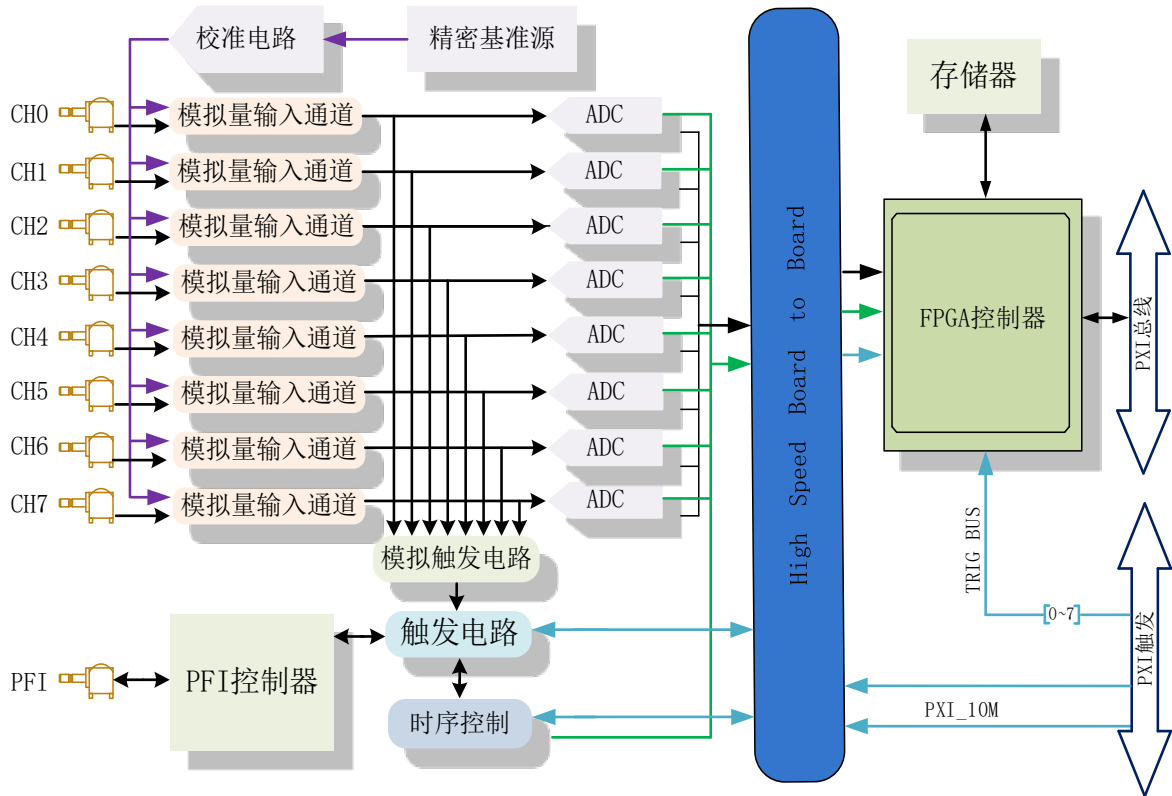 校准电路
精密基准源
存储器
CH0
模拟量输入通道
ADC
CH1
模拟量输入通道
ADC
CH2
模拟量输入通道
ADC
CH3
模拟量输入通道
ADC
CH4
模拟量输入通道
ADC
CH5
模拟量输入通道
ADC
CH6
模拟量输入通道
ADC
CH7
模拟量输入通道
ADC
High Speed Board to Board
FPGA控制器
PXI总线
模拟触发电路
触发电路
时序控制
PFI
PFI控制器
TRIG BUS
[0~7]
PXI触发
PXI_10M